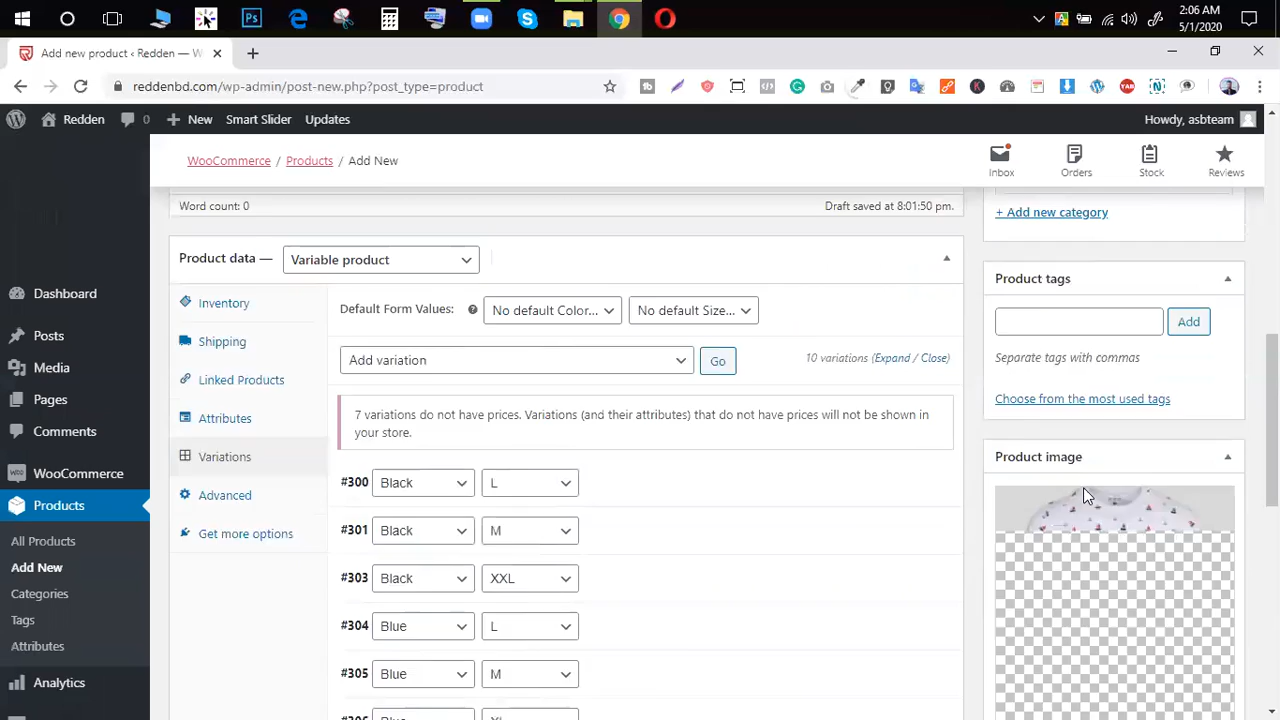 2:06 AM
5/1/2020
Add new product ‹ Redden — W
reddenbd.com/wp-admin/post-new.php?post_type=product
Redden
0
New
Smart Slider
Updates
Howdy, asbteam
WooCommerce / Products / Add New
Inbox
Orders
Stock
Reviews
Dashboard
Posts
Media
Pages
Comments
WooCommerce
Products
All Products
Add New
Categories
Tags
Attributes
Analytics
Word count: 0
Draft saved at 8:01:50 pm.
Product data —
Variable product
Inventory
Shipping
Linked Products
Attributes
Variations
Advanced
Get more options
Default Form Values:
No default Color...
No default Size...
Add variation
Go
10 variations (Expand / Close)
7 variations do not have prices. Variations (and their attributes) that do not have prices will not be shown in
your store.
#300 Black L
#301 Black M
#303 Black XXL
#304 Blue L
#305 Blue M
+ Add new category
Product tags
Add
Separate tags with commas
Choose from the most used tags
Product image